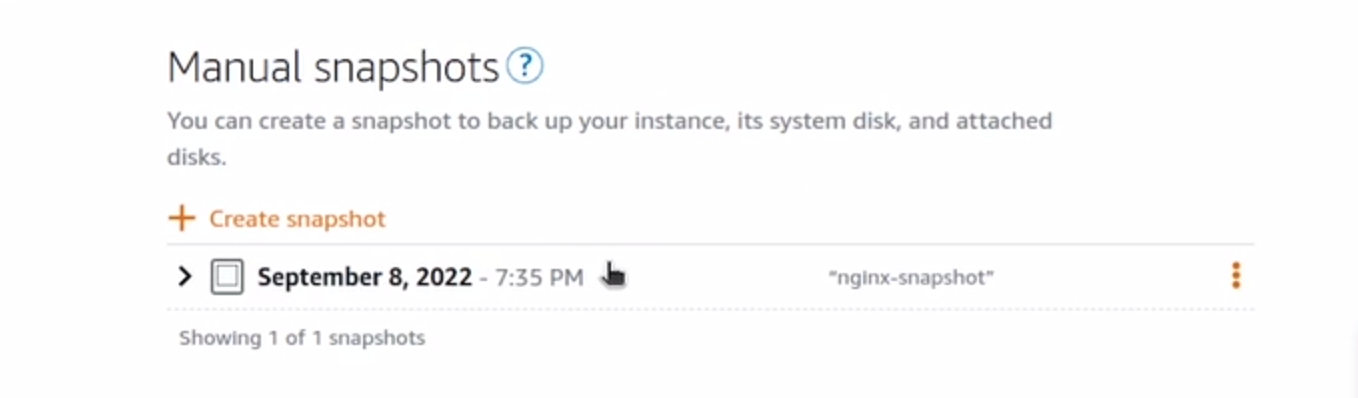 Manual snapshots ?
You can create a snapshot to back up your instance, its system disk, and attached
disks.
+ Create snapshot
September 8, 2022 - 7:35 PM "nginx-snapshot"
Showing 1 of 1 snapshots